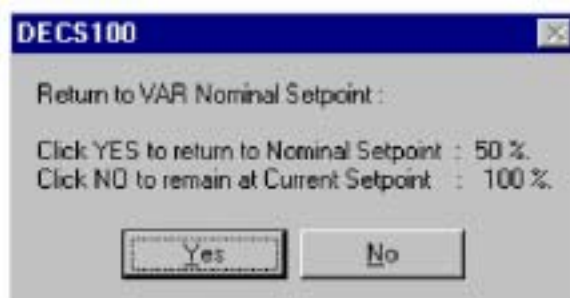 DECS100
Return to VAR Nominal Setpoint :
Click YES to return to Nominal Setpoint : 50 %.
Click NO to remain at Current Setpoint : 100 %.
Yes No